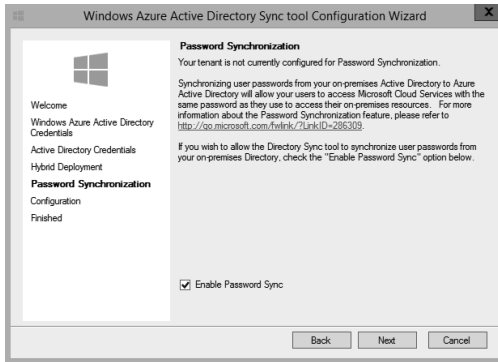 Windows Azure Active Directory Sync tool Configuration Wizard
X
Welcome
Windows Azure Active Directory
Credentials
Active Directory Credentials
Hybrid Deployment
Password Synchronization
Configuration
Finished
Password Synchronization
Your tenant is not currently configured for Password Synchronization.
Synchronizing user passwords from your on-premises Active Directory to Azure
Active Directory will allow your users to access Microsoft Cloud Services with the
same password as they use to access their on-premises resources. For more
information about the Password Synchronization feature, please refer to
http://go.microsoft.com/fwlink/?LinkID=286309.
If you wish to allow the Directory Sync tool to synchronize user passwords from
your on-premises Directory, check the "Enable Password Sync" option below.
Enable Password Sync
Back
Next
Cancel